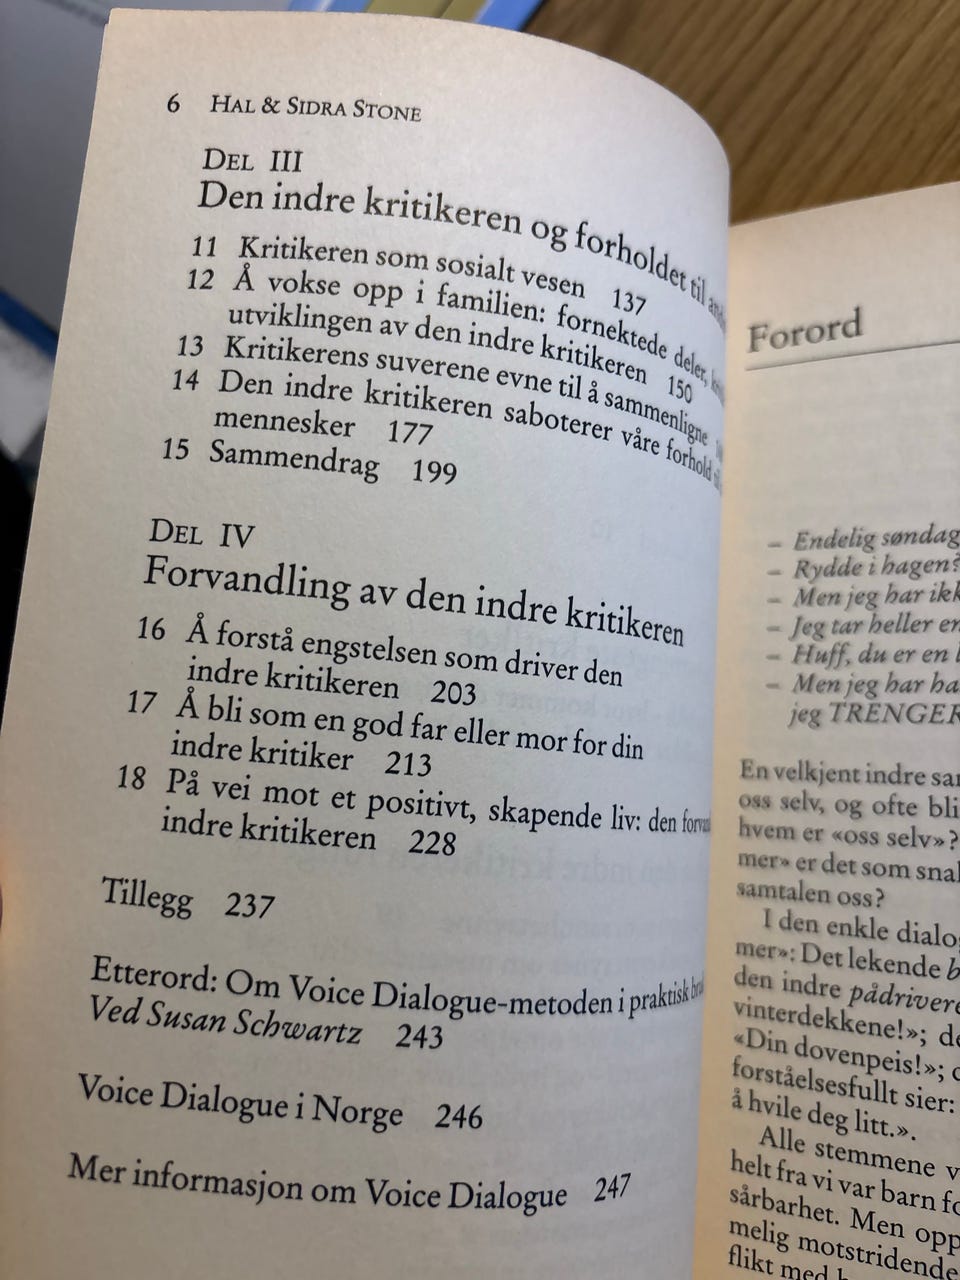 6 HAL & SIDRA STONE
DEL III
Den indre kritikeren og forholdet til
11 Kritikeren som sosialt vesen 137
12 Å vokse opp i familien: fornektede deler,
utviklingen av den indre kritikeren 150
13 Kritikerens suverene evne til å sammenligne
14 Den indre kritikeren saboterer våre forhold til
mennesker 177
15 Sammendrag 199
DEL IV
Forvandling av den indre kritikeren
16 Å forstå engstelsen som driver den
indre kritikeren 203
17 Å bli som en god far eller mor for din
indre kritiker 213
18 På vei mot et positivt, skapende liv: den
indre kritikeren 228
Tillegg 237
Etterord: Om Voice Dialogue-metoden i praktisk
Ved Susan Schwartz 243
Voice Dialogue i Norge 246
Mer informasjon om Voice Dialogue 247
Forord
– Endelig søndag
– Rydde i hagen?
– Men jeg har ikk
– Jeg tar heller en
– Huff, du er en
– Men jeg har ha
jeg TRENGER
En velkjent indre sa
oss selv, og ofte bli
hvem er «oss selv»?
mer» er det som snak
samtalen oss?
I den enkle dialo
mer»: Det lekende b
den indre pådrivere
vinterdekkene!»; de
«Din dovenpeis!»;
forståelsesfullt sier:
å hvile deg litt.».
Alle stemmene v
helt fra vi var barn fo
sårbarhet. Men opp
melig motstridende
flikt med